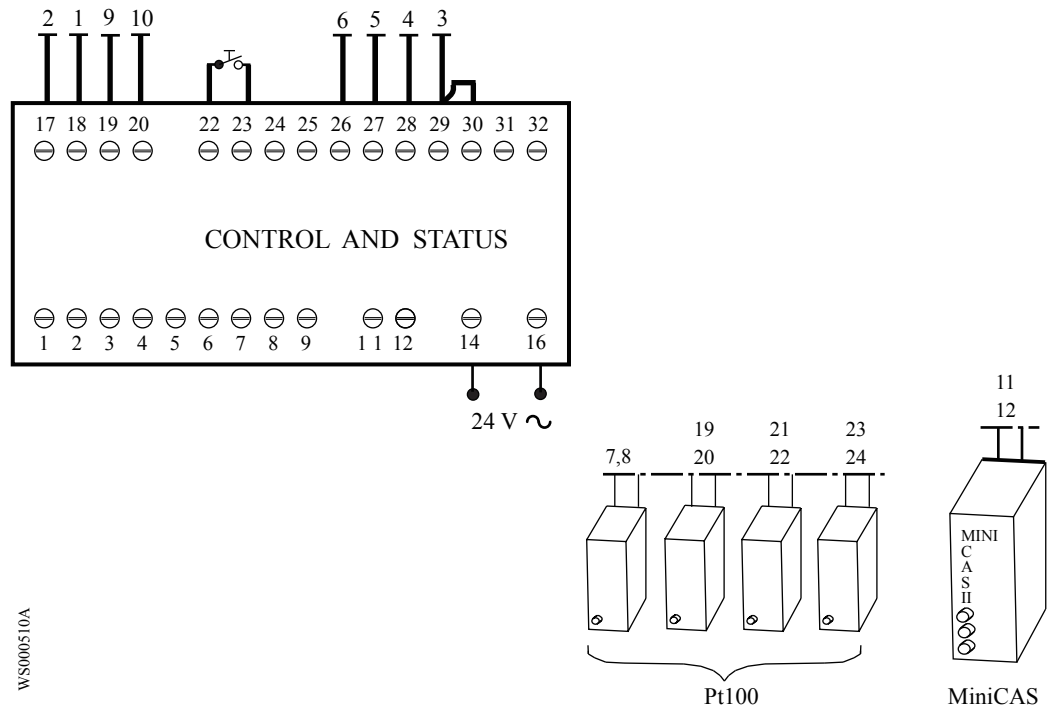 2 1 9 10 6 5 4 3
17 18 19 20 22 23 24 25 26 27 28 29 30 31 32
CONTROL AND STATUS
1 2 3 4 5 6 7 8 9 11 12 14 16
24 V ~
7,8
19
20
21
22
23
24
11
12
MINI
C
A
S
II
Pt100
MiniCAS
WS000510A